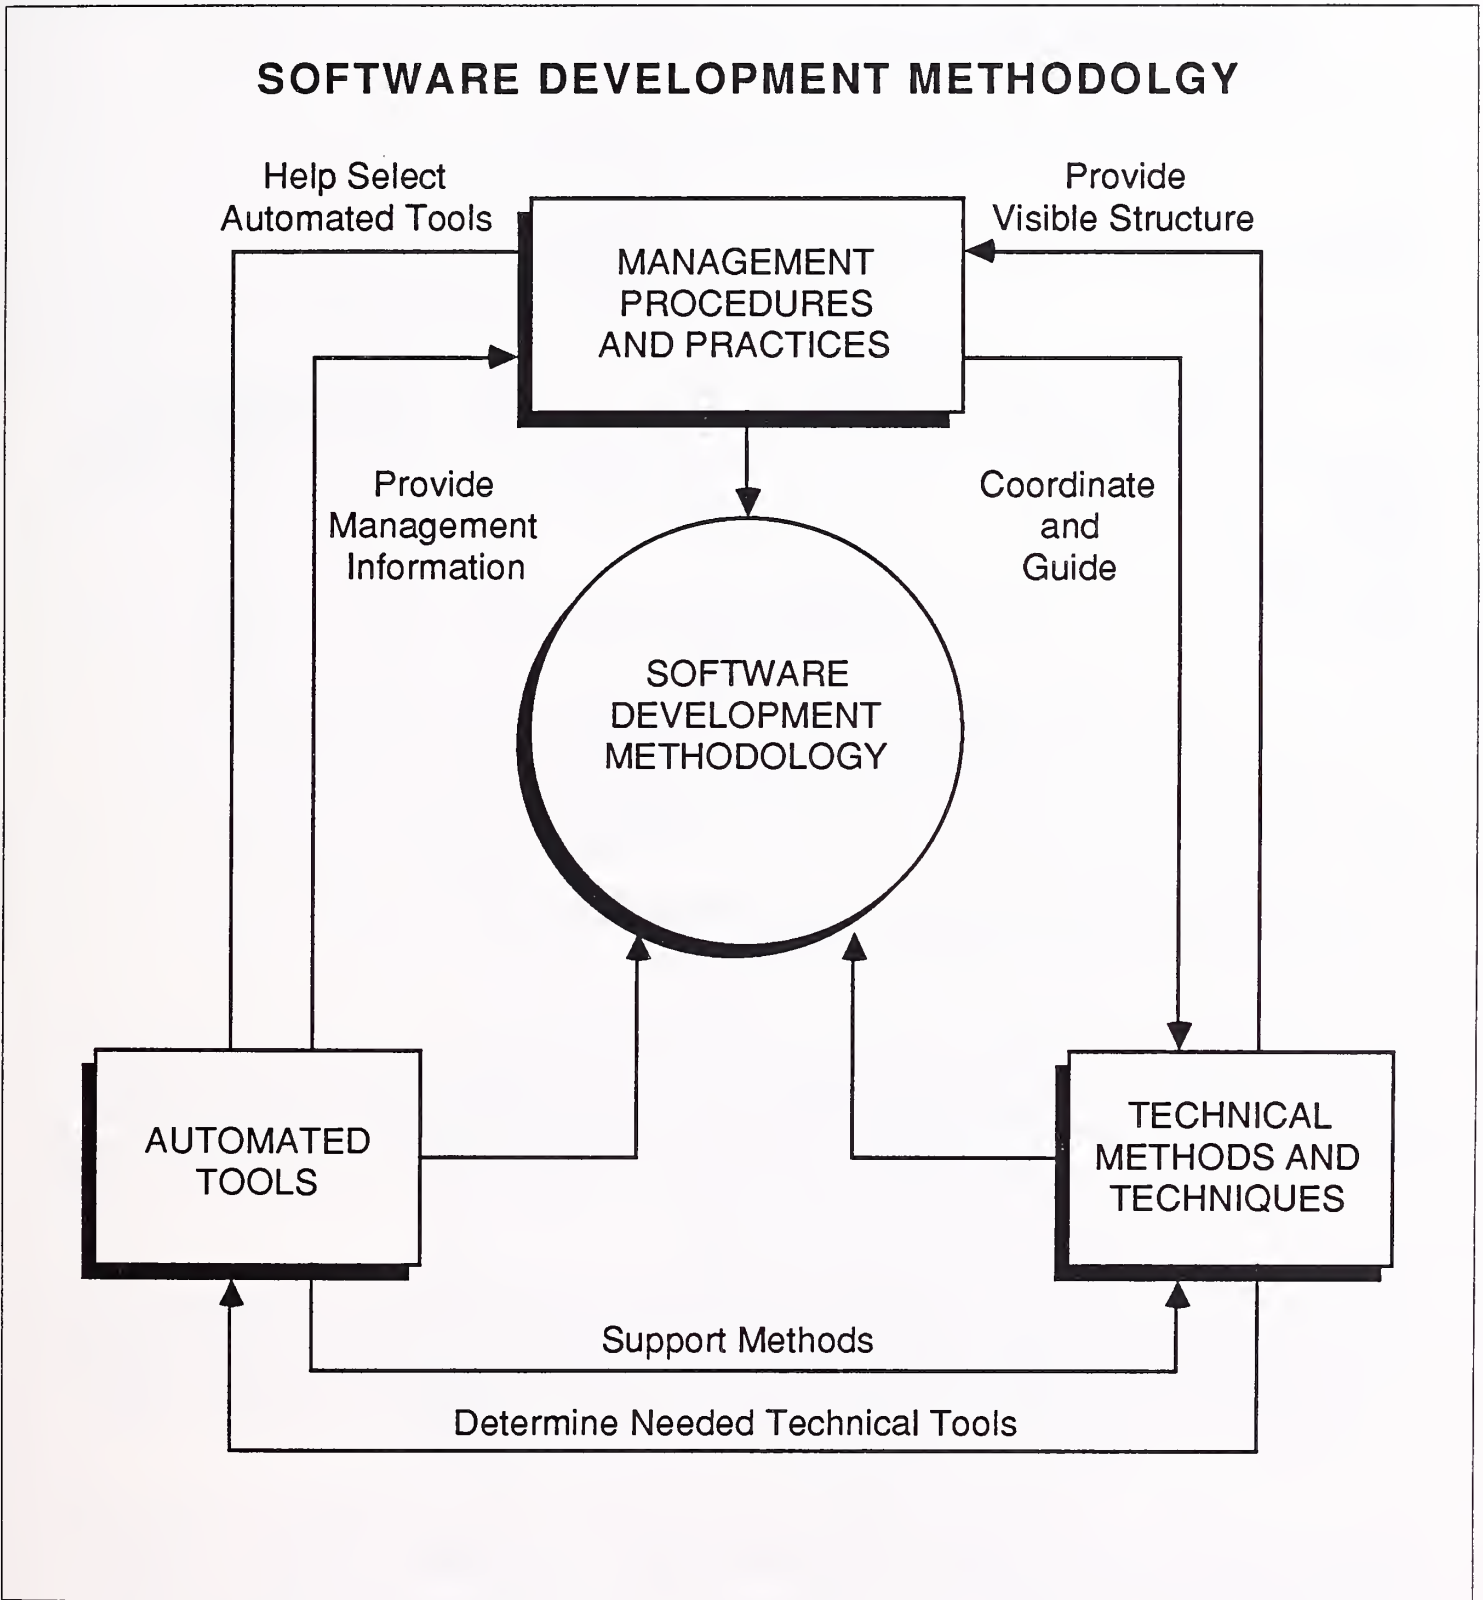 SOFTWARE DEVELOPMENT METHODOLGY
Help Select
Automated Tools
Provide
Visible Structure
MANAGEMENT
PROCEDURES
AND PRACTICES
Provide
Management
Information
Coordinate
and
Guide
SOFTWARE
DEVELOPMENT
METHODOLOGY
AUTOMATED
TOOLS
TECHNICAL
METHODS AND
TECHNIQUES
Support Methods
Determine Needed Technical Tools